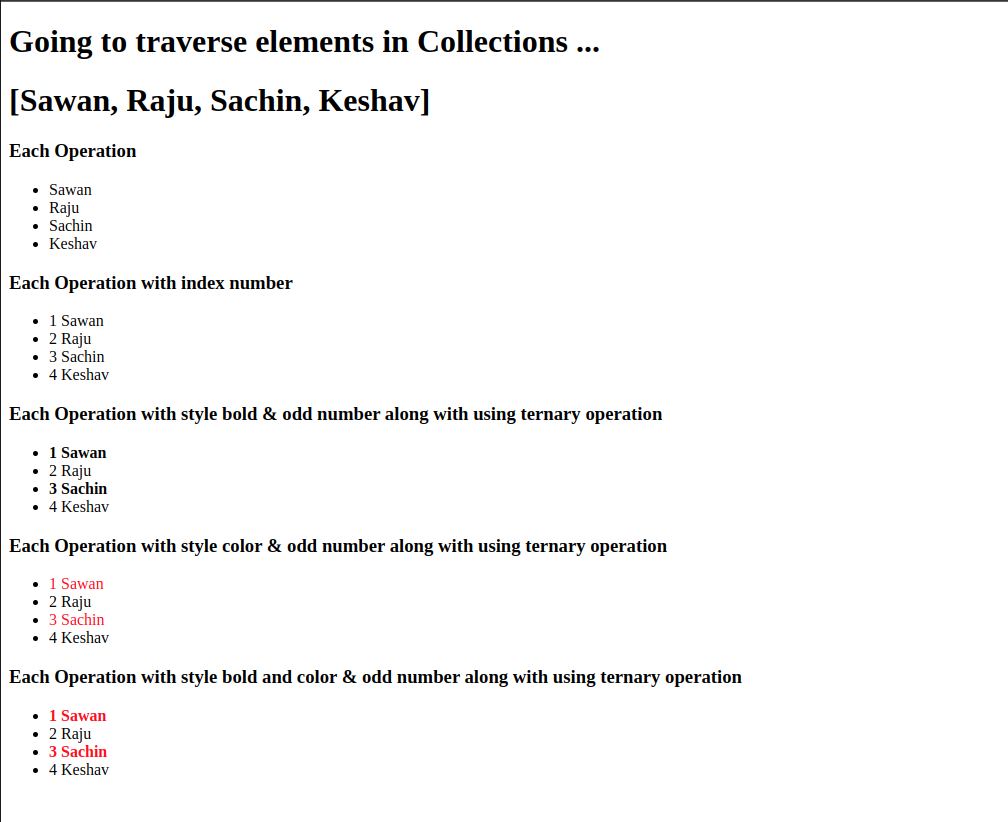 Going to traverse elements in Collections ...
[Sawan, Raju, Sachin, Keshav]
Each Operation
Sawan
Raju
Sachin
Keshav
Each Operation with index number
1 Sawan
2 Raju
3 Sachin
4 Keshav
Each Operation with style bold & odd number along with using ternary operation
1 Sawan
2 Raju
3 Sachin
4 Keshav
Each Operation with style color & odd number along with using ternary operation
1 Sawan
2 Raju
3 Sachin
4 Keshav
Each Operation with style bold and color & odd number along with using ternary operation
1 Sawan
2 Raju
3 Sachin
4 Keshav